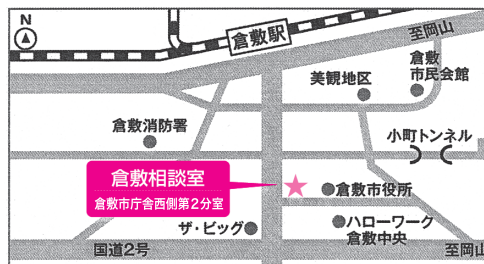 N
倉敷駅
至岡山
倉敷
市民会館
美観地区
倉敷消防署
小町トンネル
倉敷相談室
倉敷市庁舎西側第2分室
倉敷市役所
ザ・ビッグ
ハローワーク
倉敷中央
国道2号
至岡山